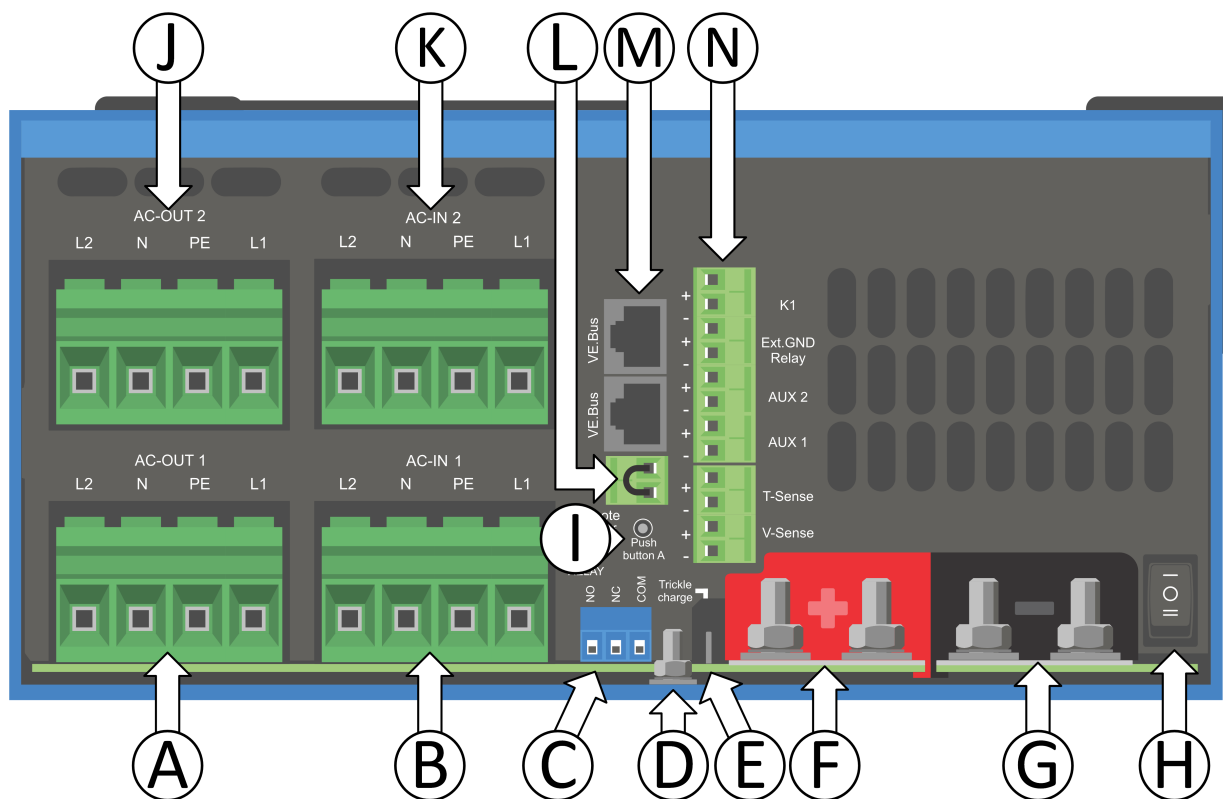 J K L M N
AC-OUT 2
L2 N PE L1
AC-IN 2
L2 N PE L1
VE.Bus
VE.Bus
+
-
K1
+
-
Ext.GND
Relay
+
-
AUX 2
+
-
AUX 1
+
-
T-Sense
+
-
V-Sense
AC-OUT 1
L2 N PE L1
AC-IN 1
L2 N PE L1
I
Push
button A
NO
NC
COM
Trickle
charge
+
-
I
O
II
A B C D E F G H